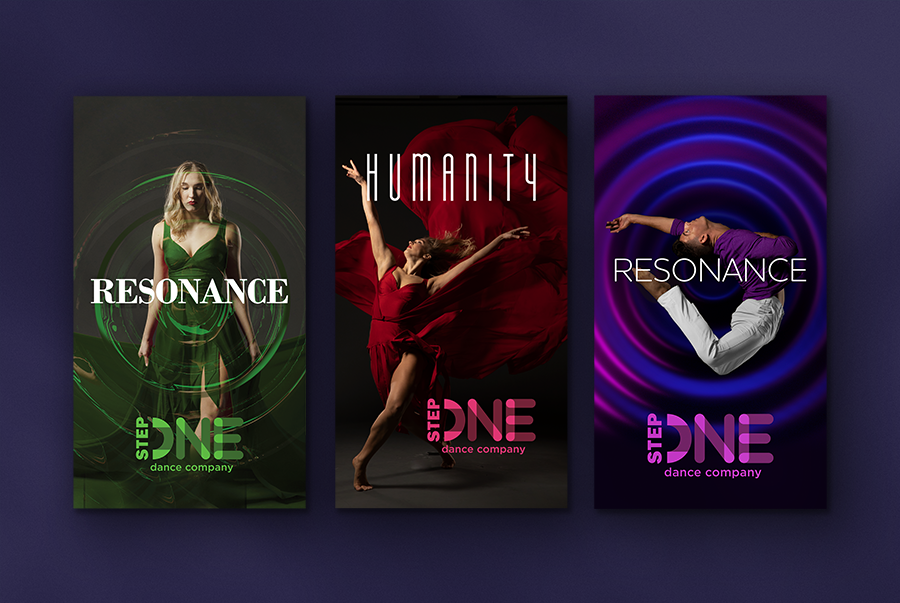 RESONANCE
STEP
ONE
dance company
HUMANITY
STEP
ONE
dance company
RESONANCE
STEP
ONE
dance company